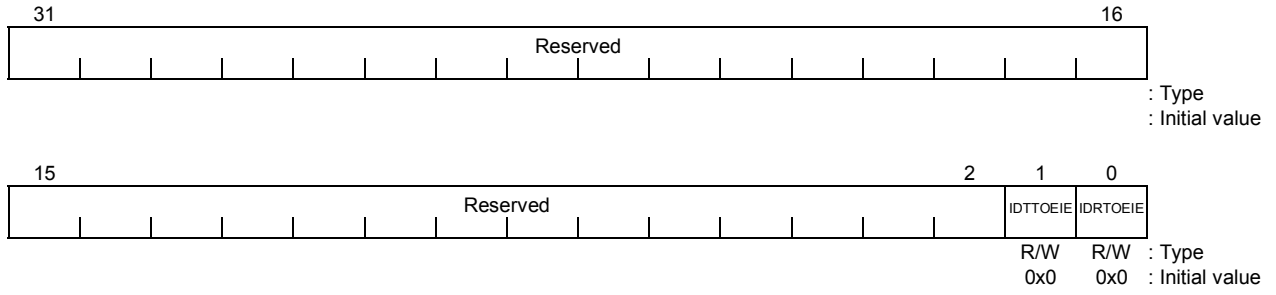 31 16
Reserved
: Type
: Initial value
15 2 1 0
Reserved IDTTOEIE IDRTOEIE
R/W R/W : Type
0x0 0x0 : Initial value